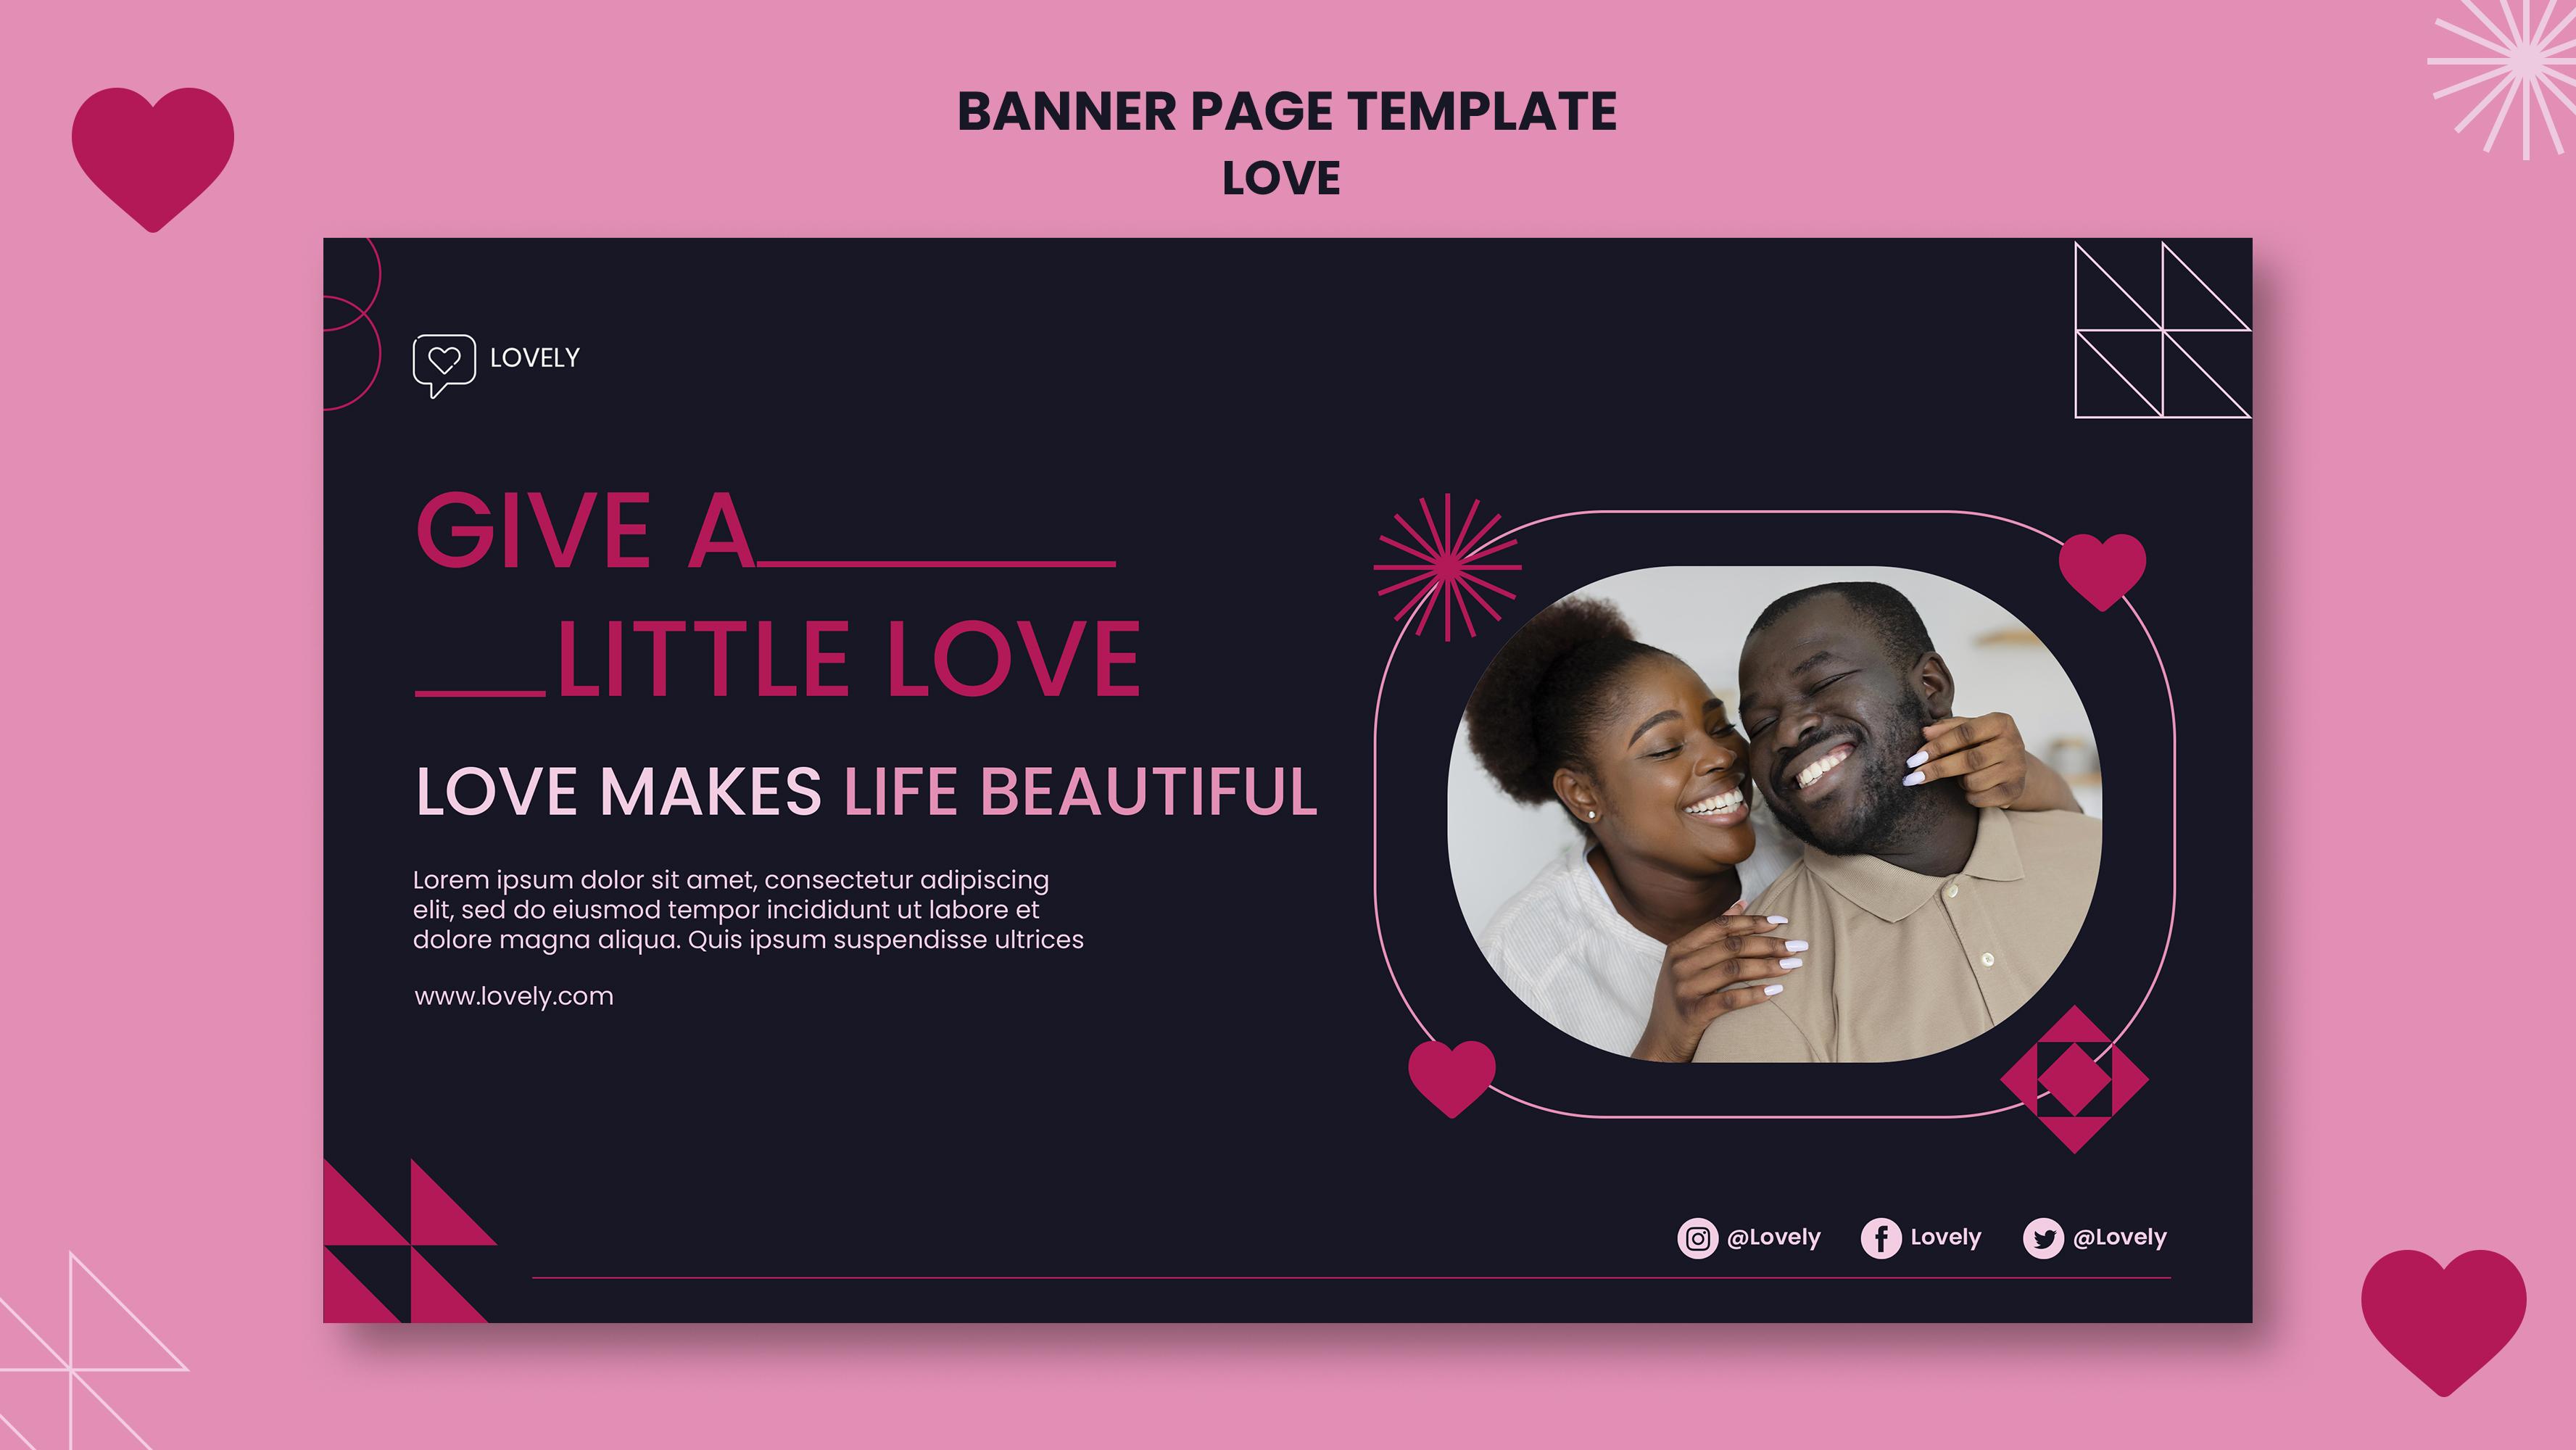 BANNER PAGE TEMPLATE
LOVE
LOVELY
GIVE A
LITTLE LOVE
LOVE MAKES LIFE BEAUTIFUL
Lorem ipsum dolor sit amet, consectetur adipiscing
elit, sed do eiusmod tempor incididunt ut labore et
dolore magna aliqua. Quis ipsum suspendisse ultrices
www.lovely.com
@Lovely Lovely @Lovely